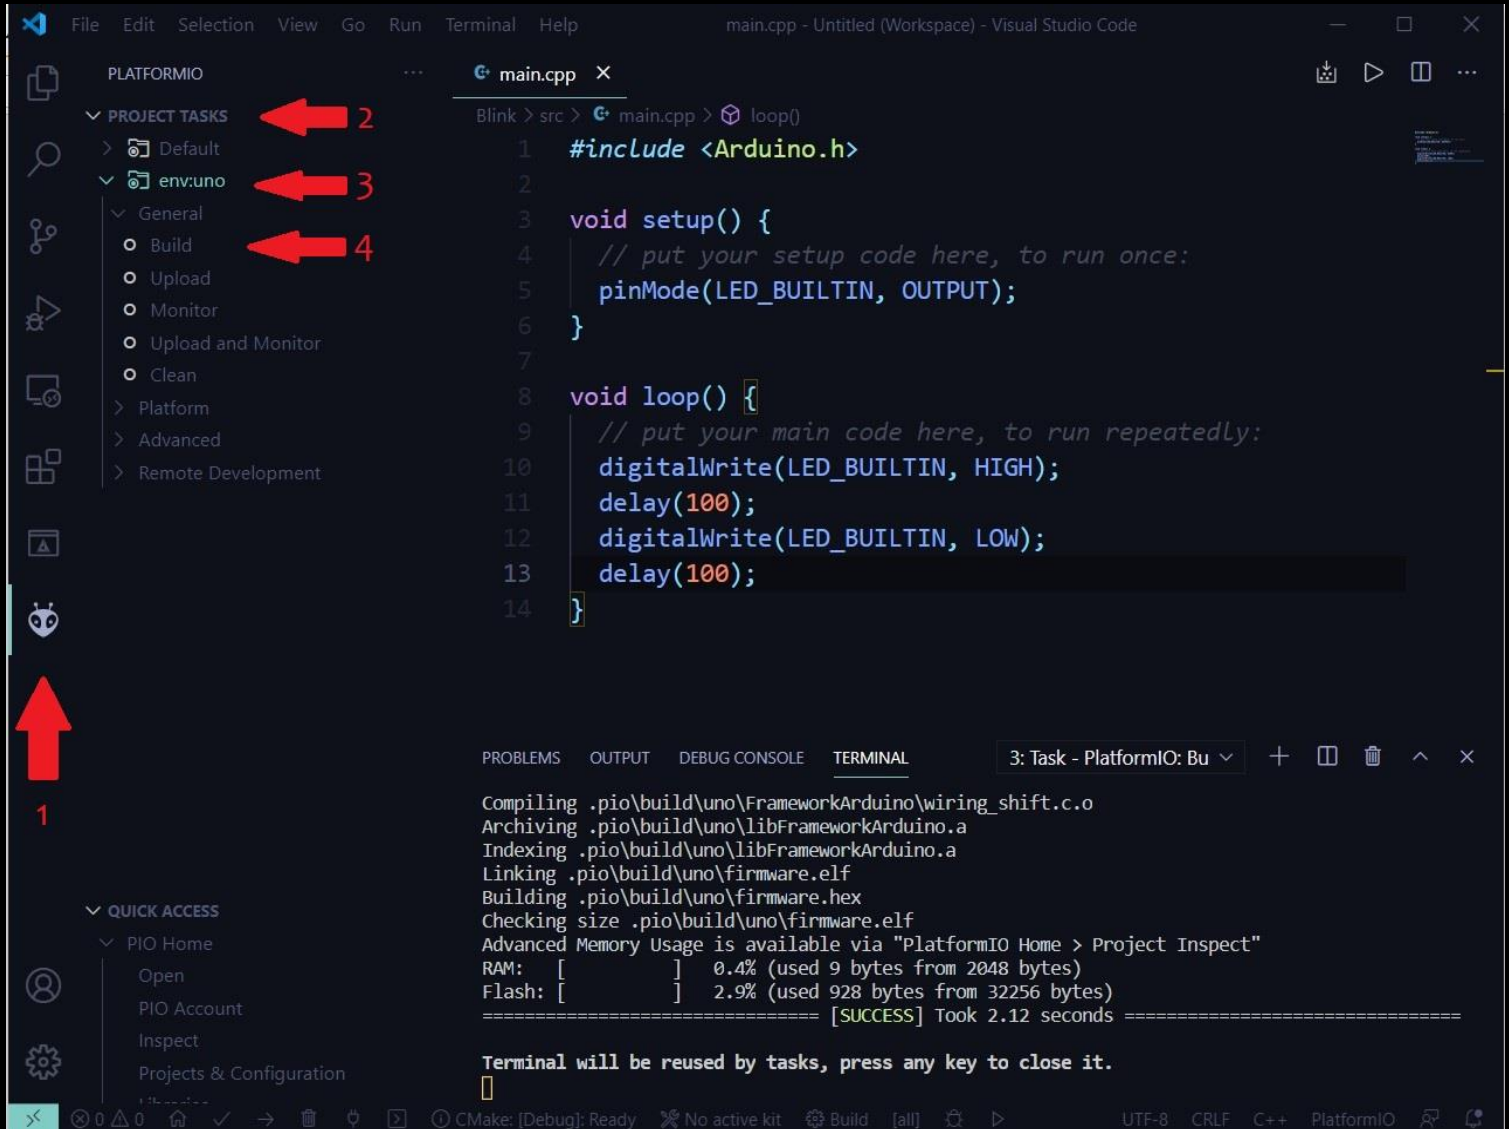 File Edit Selection View Go Run Terminal Help main.cpp - Untitled (Workspace) - Visual Studio Code
PLATFORMIO
PROJECT TASKS
2
Default
env:uno
3
General
Build
4
Upload
Monitor
Upload and Monitor
Clean
Platform
Advanced
Remote Development
1
QUICK ACCESS
PIO Home
Open
PIO Account
Inspect
Projects & Configuration
main.cpp
Blink > src > main.cpp > loop()
1 #include <Arduino.h>
2
3 void setup() {
4 // put your setup code here, to run once:
5 pinMode(LED_BUILTIN, OUTPUT);
6 }
7
8 void loop() {
9 // put your main code here, to run repeatedly:
10 digitalWrite(LED_BUILTIN, HIGH);
11 delay(100);
12 digitalWrite(LED_BUILTIN, LOW);
13 delay(100);
14 }
PROBLEMS OUTPUT DEBUG CONSOLE TERMINAL 3: Task - PlatformIO: Bu
Compiling .pio\build\uno\FrameworkArduino\wiring_shift.c.o
Archiving .pio\build\uno\libFrameworkArduino.a
Indexing .pio\build\uno\libFrameworkArduino.a
Linking .pio\build\uno\firmware.elf
Building .pio\build\uno\firmware.hex
Checking size .pio\build\uno\firmware.elf
Advanced Memory Usage is available via "PlatformIO Home > Project Inspect"
RAM: [          ] 0.4% (used 9 bytes from 2048 bytes)
Flash: [          ] 2.9% (used 928 bytes from 32256 bytes)
================================ [SUCCESS] Took 2.12 seconds ================================
Terminal will be reused by tasks, press any key to close it.
0 0 CMake: [Debug]: Ready No active kit Build [all] UTF-8 CRLF C++ PlatformIO